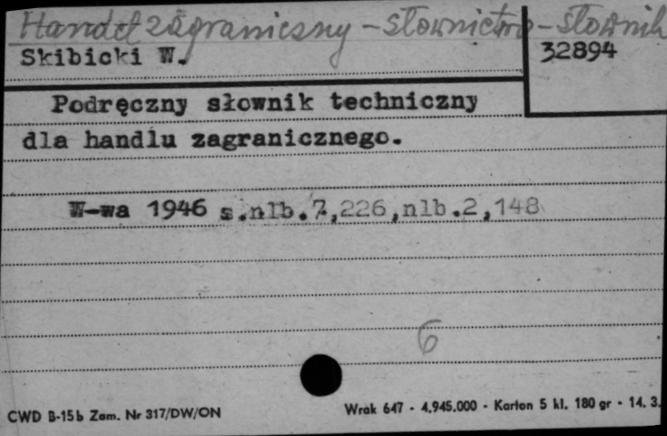 Handel zagraniczny - słownictwo - słownik
Skibicki W.
32894
Podręczny słownik techniczny
dla handlu zagranicznego.
W-wa 1946 s.nlb.7,226,nlb.2,148
6
CWD B-15b Zam. Nr 317/DW/ON
Wrak 647 - 4.945.000 - Karton 5 kl. 180 gr - 14. 3.